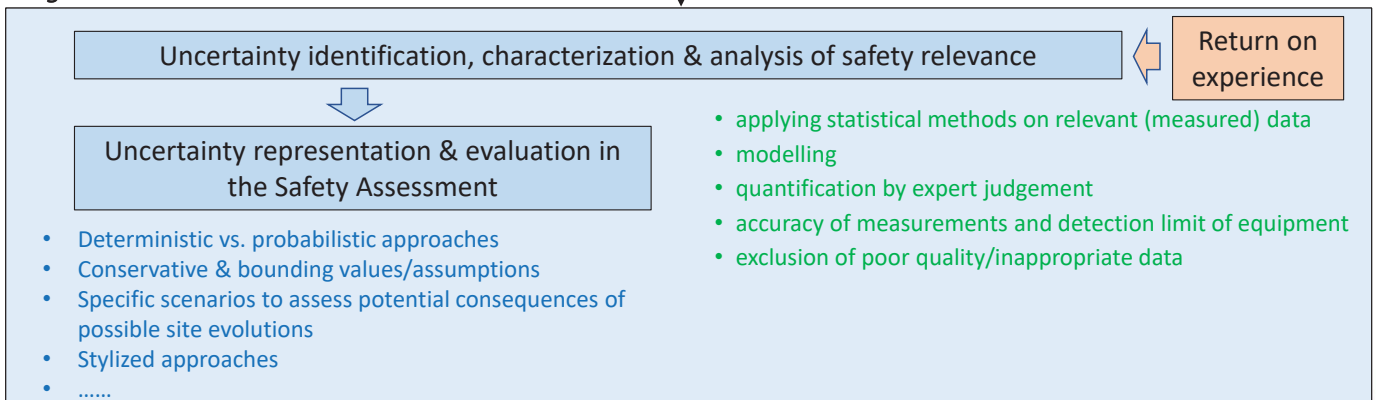 Uncertainty identification, characterization & analysis of safety relevance
Return on
experience
Uncertainty representation & evaluation in
the Safety Assessment
• Deterministic vs. probabilistic approaches
• Conservative & bounding values/assumptions
• Specific scenarios to assess potential consequences of
possible site evolutions
• Stylized approaches
• ......
• applying statistical methods on relevant (measured) data
• modelling
• quantification by expert judgement
• accuracy of measurements and detection limit of equipment
• exclusion of poor quality/inappropriate data